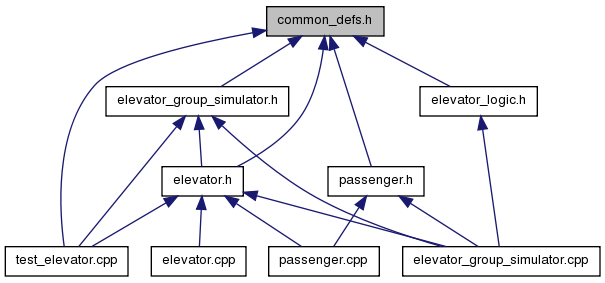 common_defs.h
elevator_group_simulator.h
elevator_logic.h
elevator.h
passenger.h
test_elevator.cpp
elevator.cpp
passenger.cpp
elevator_group_simulator.cpp